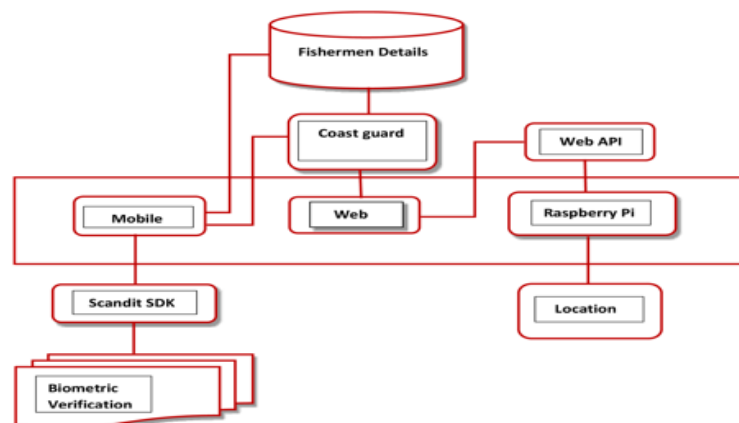 Fishermen Details
Coast guard
Web API
Mobile
Web
Raspberry Pi
Scandit SDK
Location
Biometric
Verification